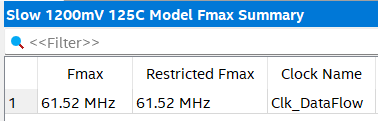 Slow 1200mV 125C Model Fmax Summary
<<Filter>>
Fmax Restricted Fmax Clock Name
1 61.52 MHz 61.52 MHz Clk_DataFlow